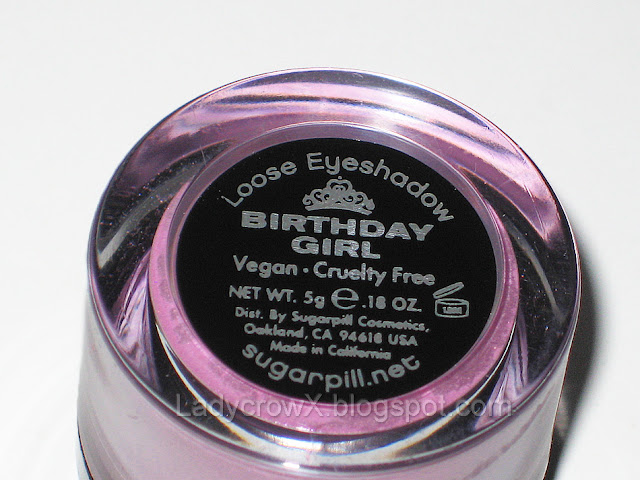 Loose Eyeshadow
BIRTHDAY
GIRL
Vegan · Cruelty Free
NET WT. 5g ℮ .18 OZ.
Dist. By Sugarpill Cosmetics,
Oakland, CA 94618 USA
Made in California
sugarpill.net
LadycrowX.blogspot.com